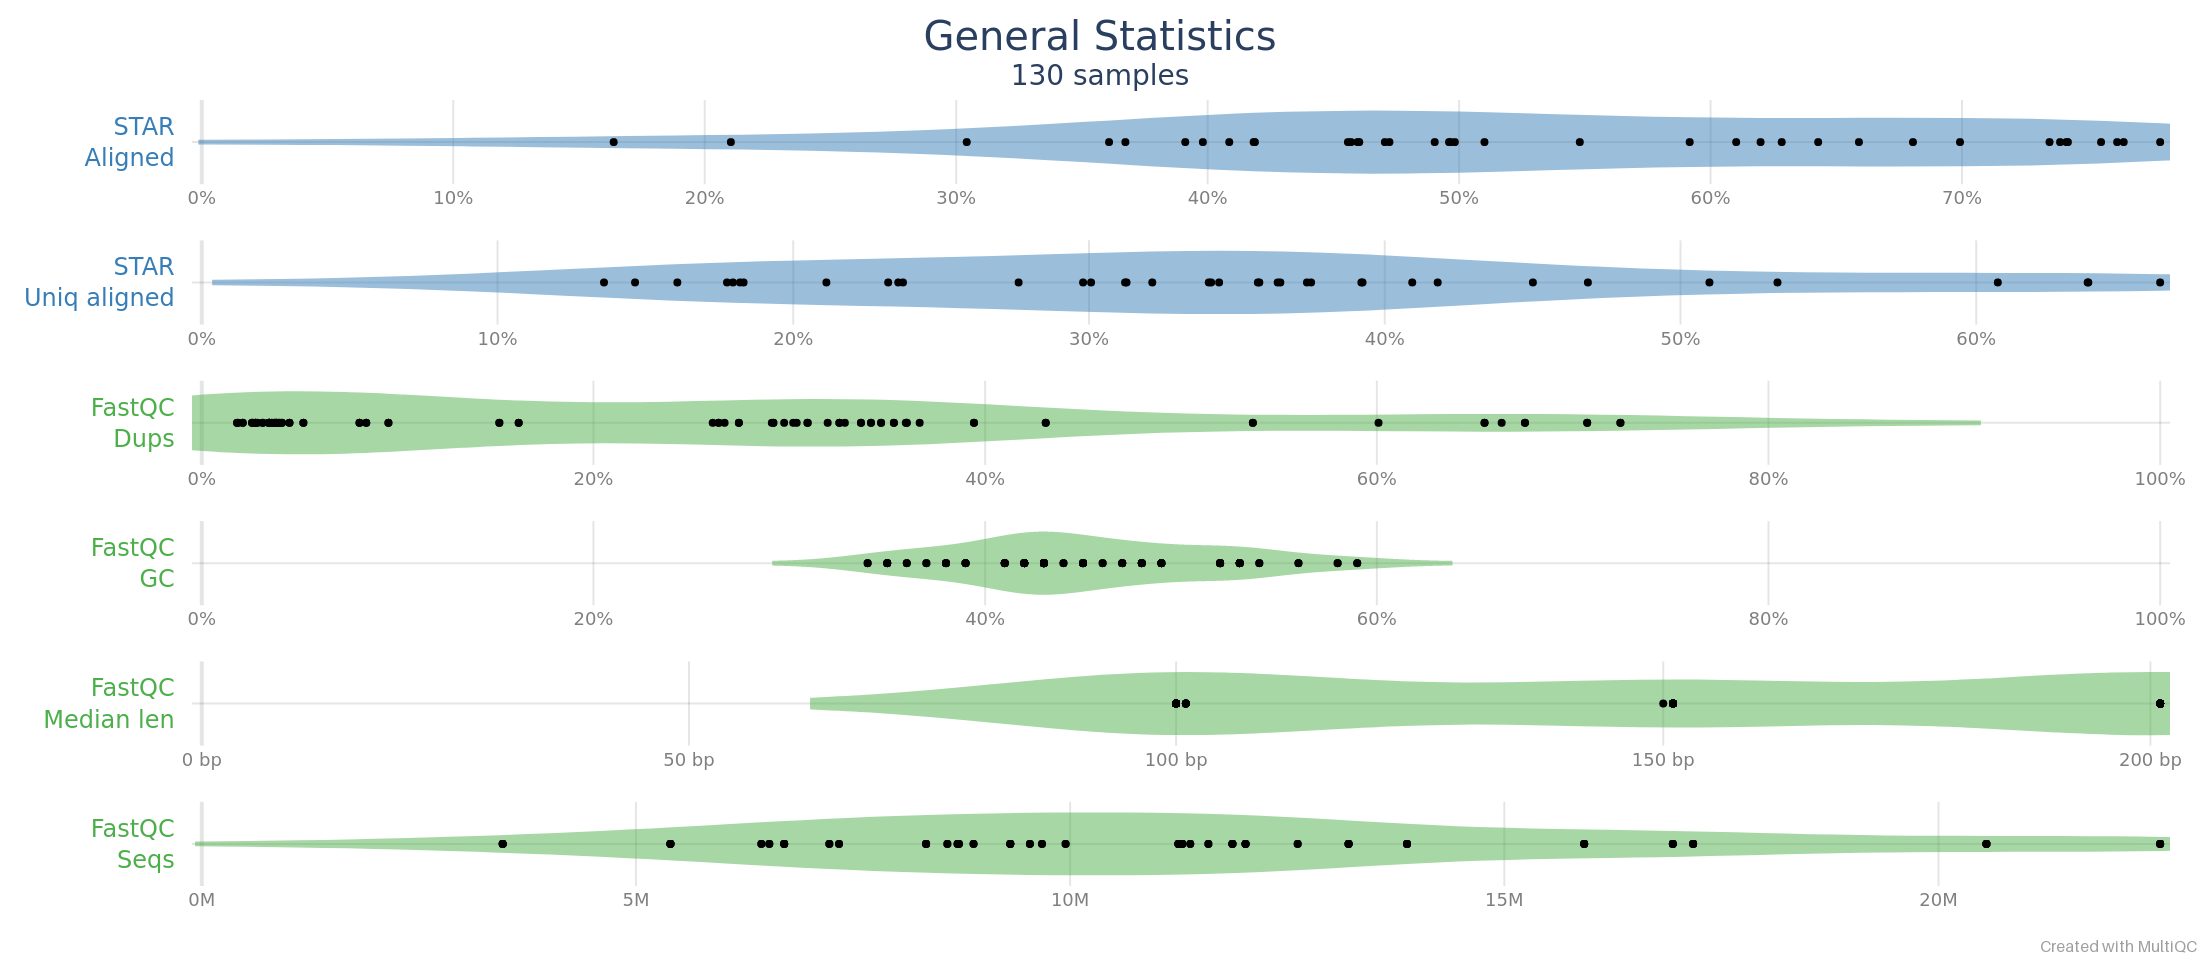 General Statistics
130 samples
STAR
Aligned
0% 10% 20% 30% 40% 50% 60% 70%
STAR
Uniq aligned
0% 10% 20% 30% 40% 50% 60%
FastQC
Dups
0% 20% 40% 60% 80% 100%
FastQC
GC
0% 20% 40% 60% 80% 100%
FastQC
Median len
0 bp 50 bp 100 bp 150 bp 200 bp
FastQC
Seqs
0M 5M 10M 15M 20M
Created with MultiQC